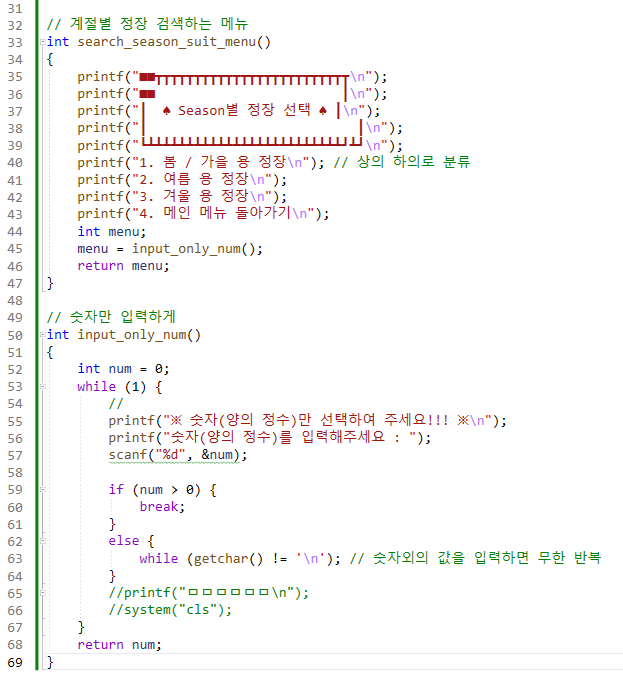 31
32 // 계절별 정장 검색하는 메뉴
33 int search_season_suit_menu()
34 {
35     printf("■■┳┳┳┳┳┳┳┳┳┳┳┳┳┳┳┳┳┳┳┳┳┳┳┳┳\n");
36     printf("■■                        ┃\n");
37     printf("┃  ♠ Season별 정장 선택 ♠ ┃\n");
38     printf("┃                           ┃\n");
39     printf("┗┻┻┻┻┻┻┻┻┻┻┻┻┻┻┻┻┻┻┻┻┻┻┻┻┛┻┛\n");
40     printf("1. 봄 / 가을 용 정장\n"); // 상의 하의로 분류
41     printf("2. 여름 용 정장\n");
42     printf("3. 겨울 용 정장\n");
43     printf("4. 메인 메뉴 돌아가기\n");
44     int menu;
45     menu = input_only_num();
46     return menu;
47 }
48
49 // 숫자만 입력하게
50 int input_only_num()
51 {
52     int num = 0;
53     while (1) {
54         //
55         printf("※ 숫자(양의 정수)만 선택하여 주세요!!! ※\n");
56         printf("숫자(양의 정수)를 입력해주세요 : ");
57         scanf("%d", &num);
58
59         if (num > 0) {
60             break;
61         }
62         else {
63             while (getchar() != '\n'); // 숫자외의 값을 입력하면 무한 반복
64         }
65         //printf("ㅁㅁㅁㅁㅁㅁ\n");
66         //system("cls");
67     }
68     return num;
69 }